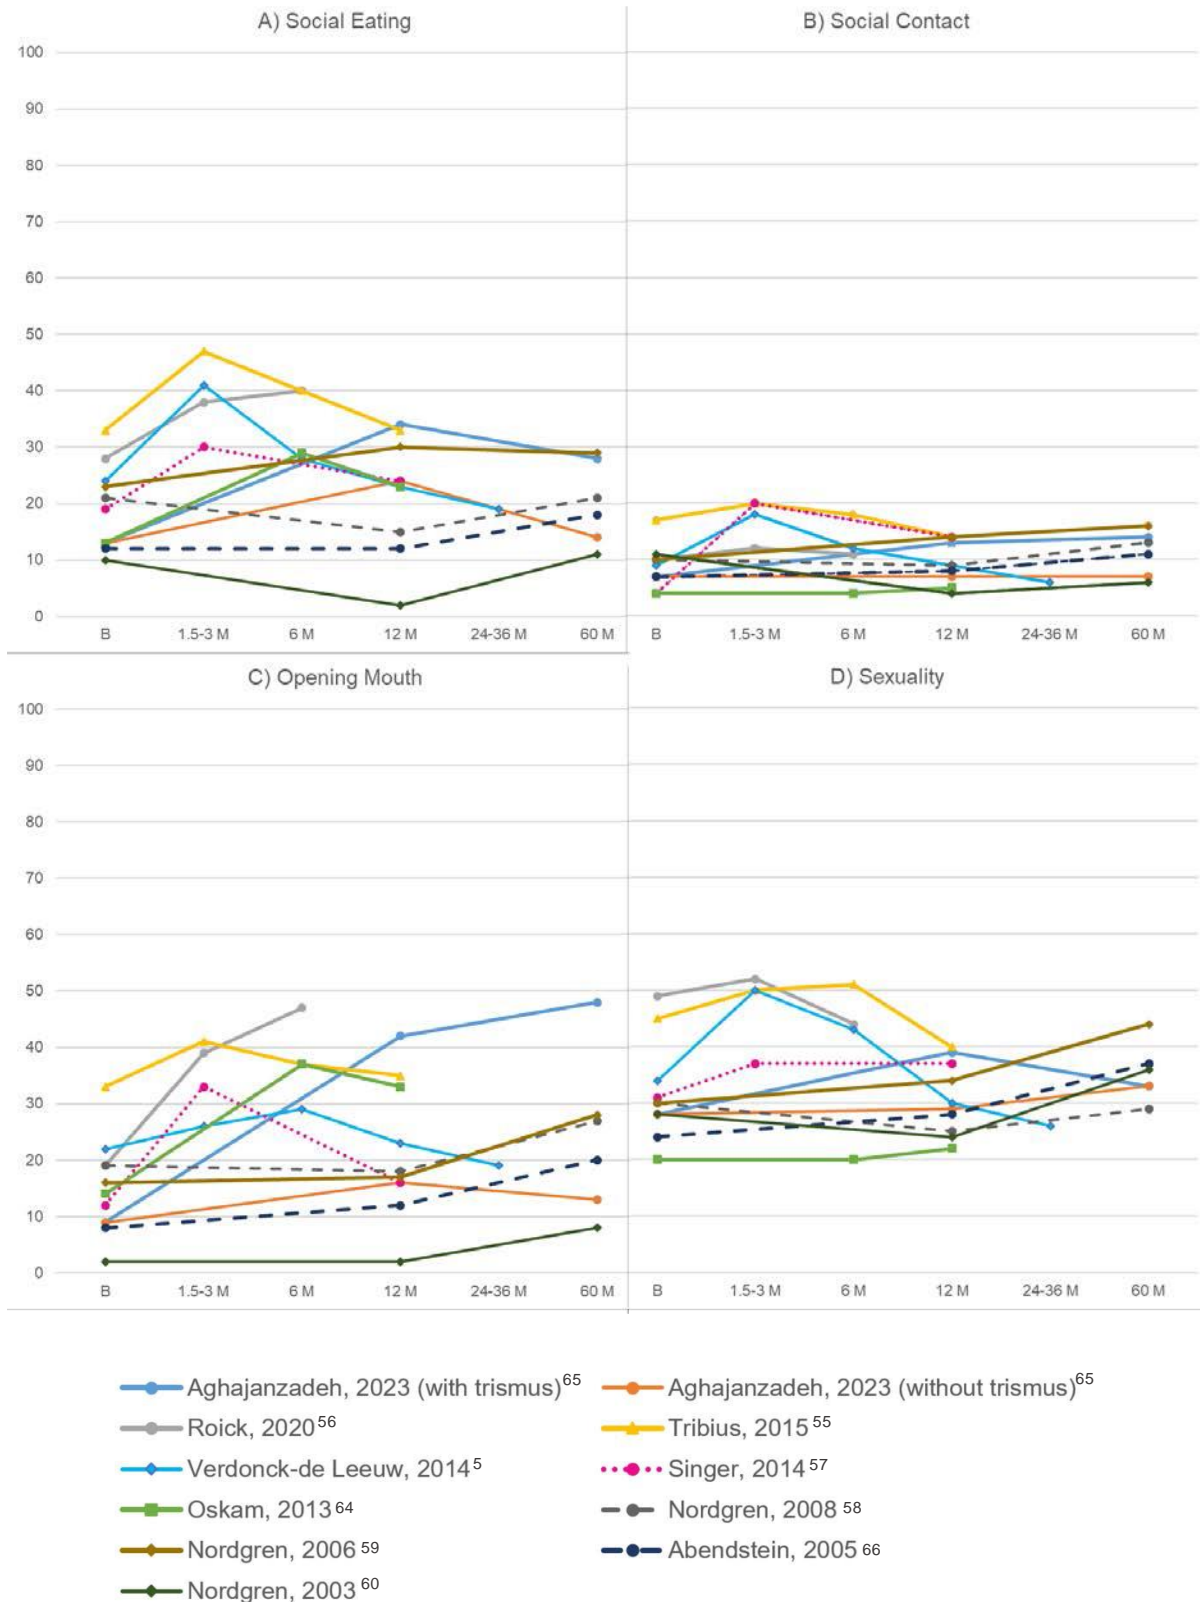 A) Social Eating
B) Social Contact
100
90
80
70
60
50
40
30
20
10
0
B 1.5-3 M 6 M 12 M 24-36 M 60 M
B 1.5-3 M 6 M 12 M 24-36 M 60 M
C) Opening Mouth
D) Sexuality
100
90
80
70
60
50
40
30
20
10
0
B 1.5-3 M 6 M 12 M 24-36 M 60 M
B 1.5-3 M 6 M 12 M 24-36 M 60 M
Aghajanzadeh, 2023 (with trismus)65
Aghajanzadeh, 2023 (without trismus)65
Roick, 2020 56
Tribius, 2015 55
Verdonck-de Leeuw, 2014 5
Singer, 2014 57
Oskam, 2013 64
Nordgren, 2008 58
Nordgren, 2006 59
Abendstein, 2005 66
Nordgren, 2003 60